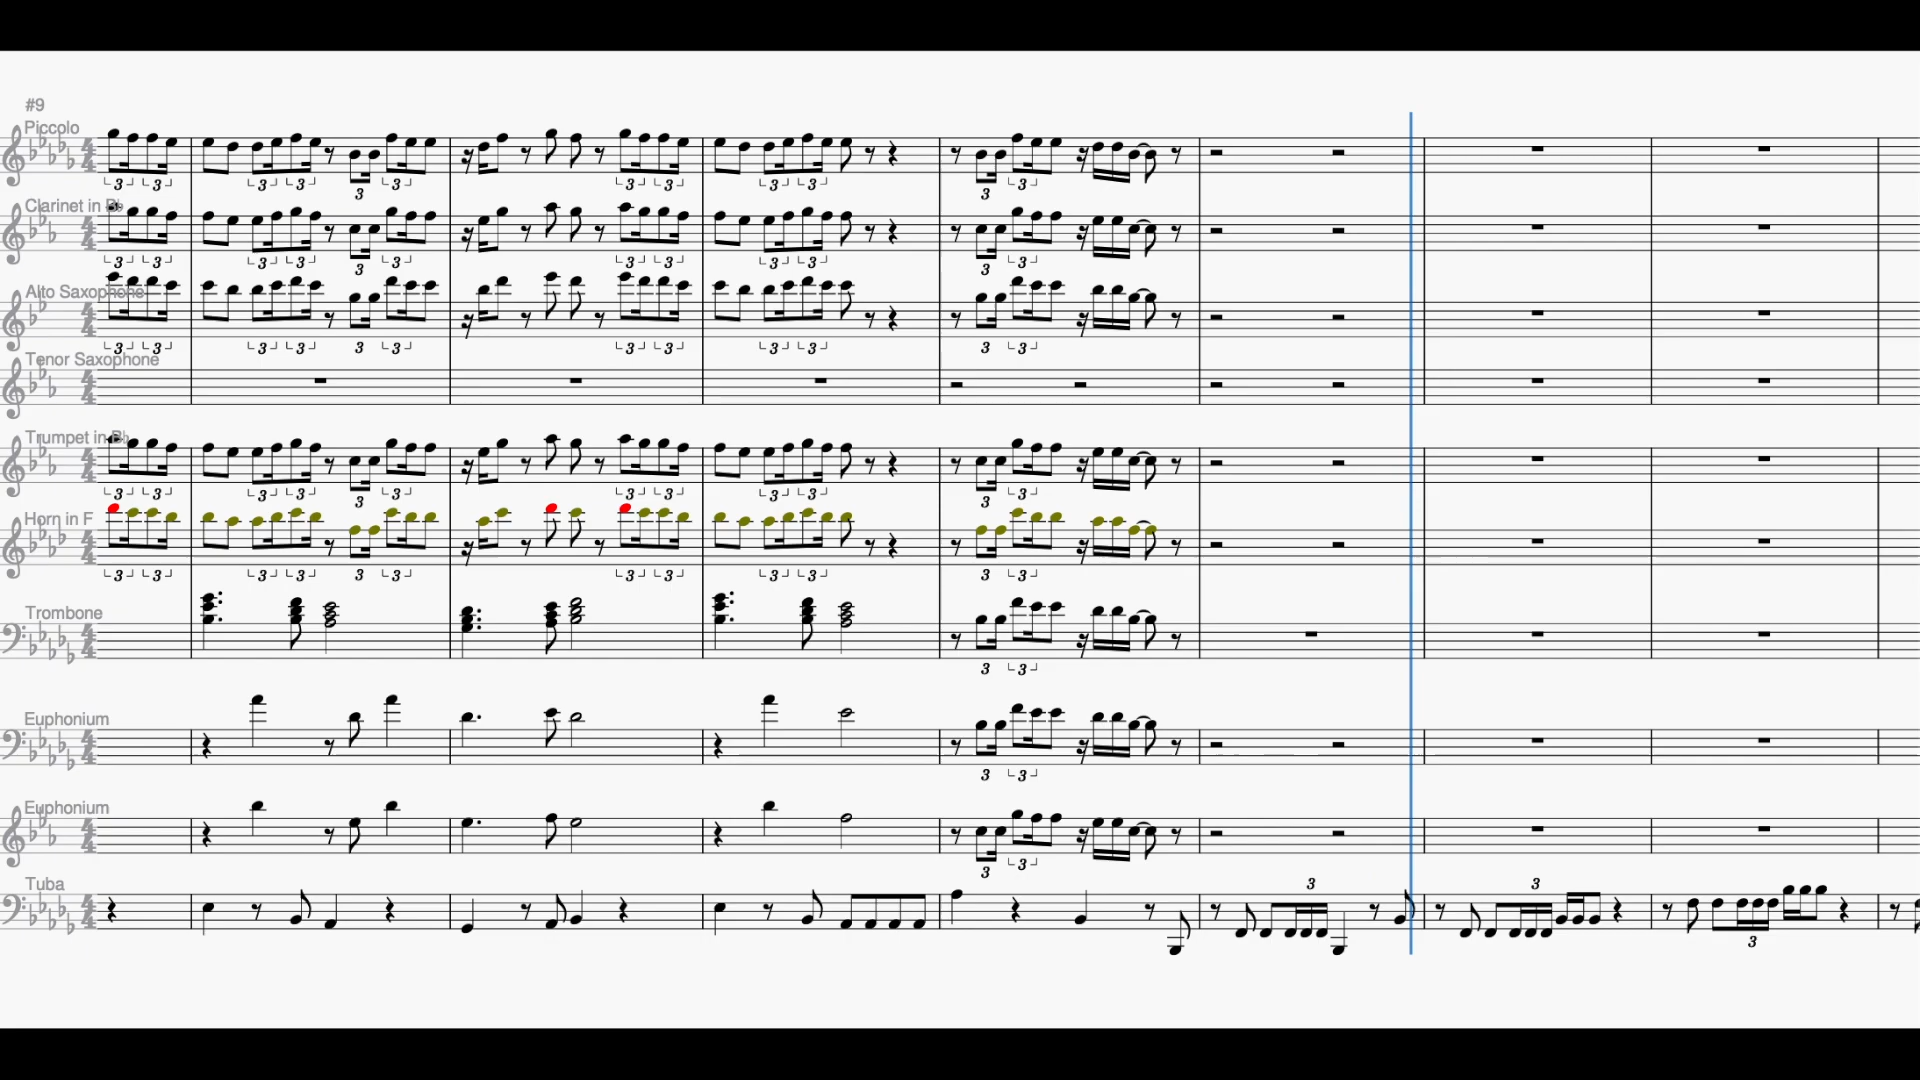 #9
Piccolo
Clarinet in B♭
Alto Saxophone
Tenor Saxophone
Trumpet in B♭
Horn in F
Trombone
Euphonium
Euphonium
Tuba